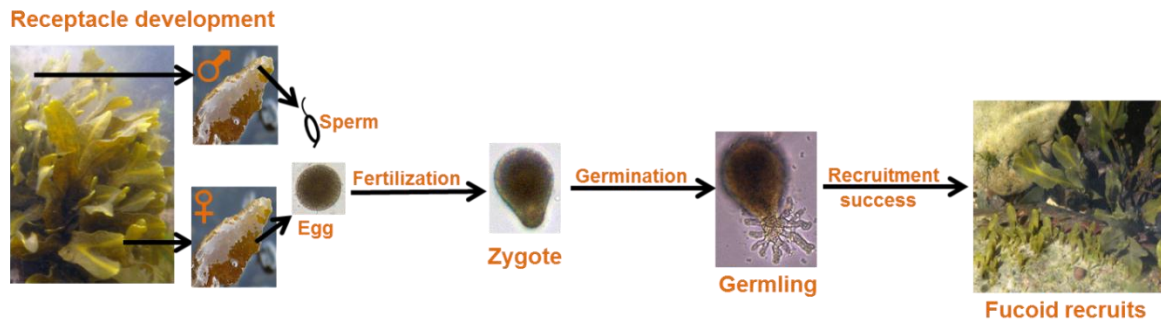 Receptacle development
♂
Sperm
♀
Egg
Fertilization
Zygote
Germination
Germling
Recruitment
success
Fucoid recruits